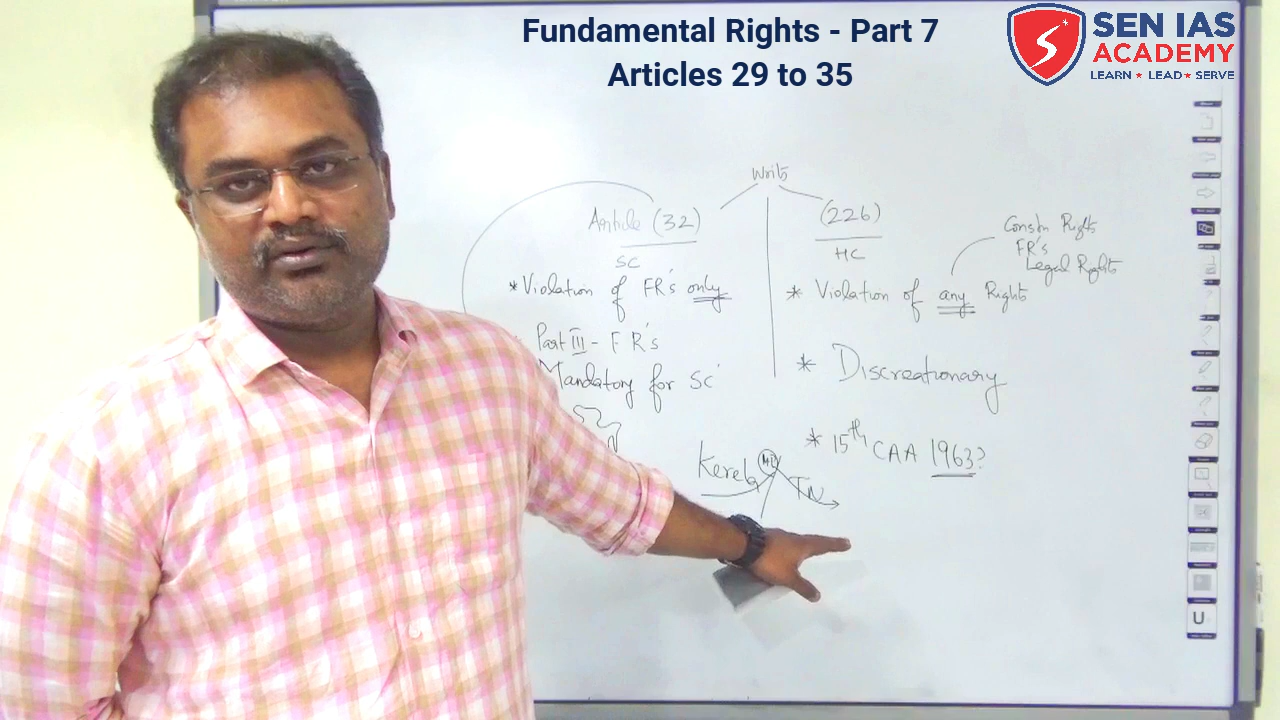 Fundamental Rights - Part 7
Articles 29 to 35
SEN IAS
ACADEMY
LEARN ★ LEAD ★ SERVE
Writs
Article (32)
SC
* Violation of FR's only
Part III - F R's
Mandatory for SC
(226)
HC
Constn Rights
FR's
Legal Rights
* Violation of any Rights
* Discreationary
* 15th CAA 1963?
Kerela
TN
U